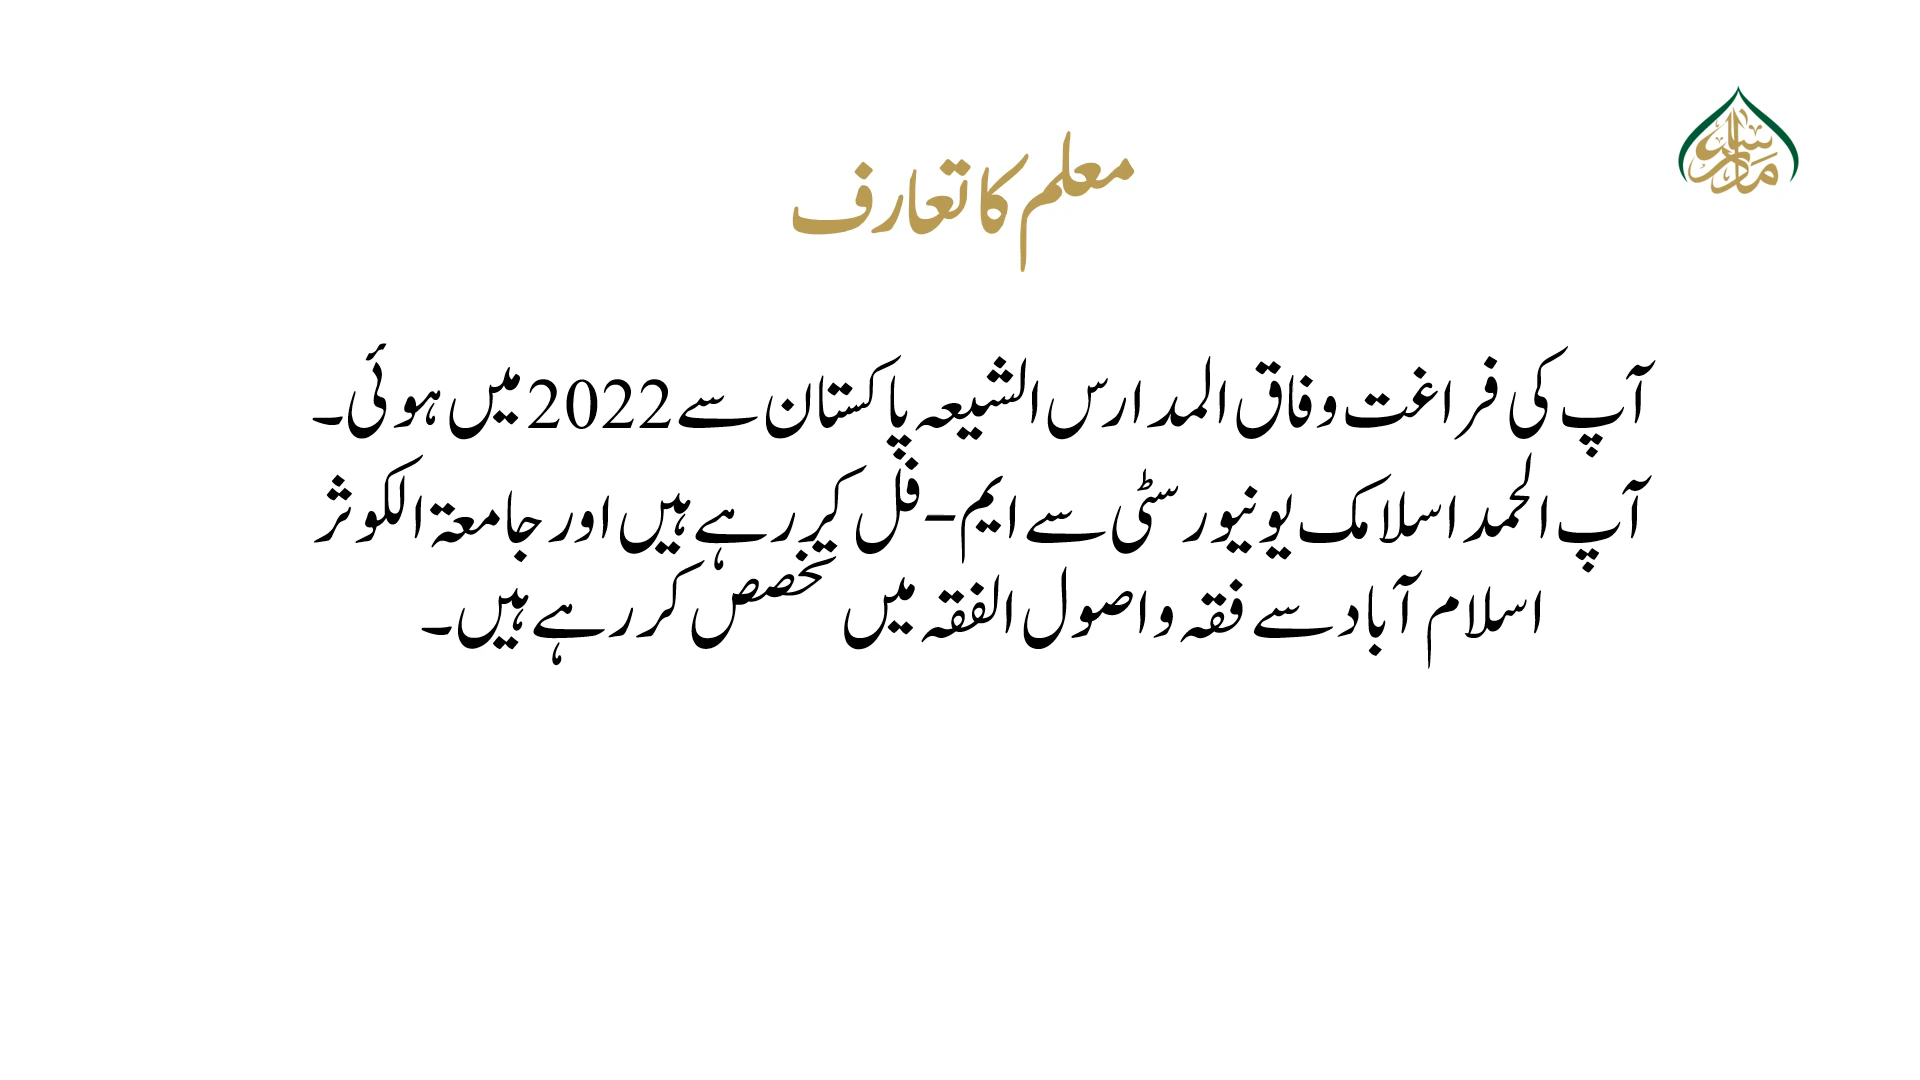 معلم کا تعارف
آپ کی فراغت وفاق المدارس الشیعہ پاکستان سے 2022 میں ہوئی۔
آپ الحمد اسلامک یونیورسٹی سے ایم-فل کر رہے ہیں اور جامعۃ الکوثر
اسلام آباد سے فقہ و اصول الفقہ میں تخصص کر رہے ہیں۔